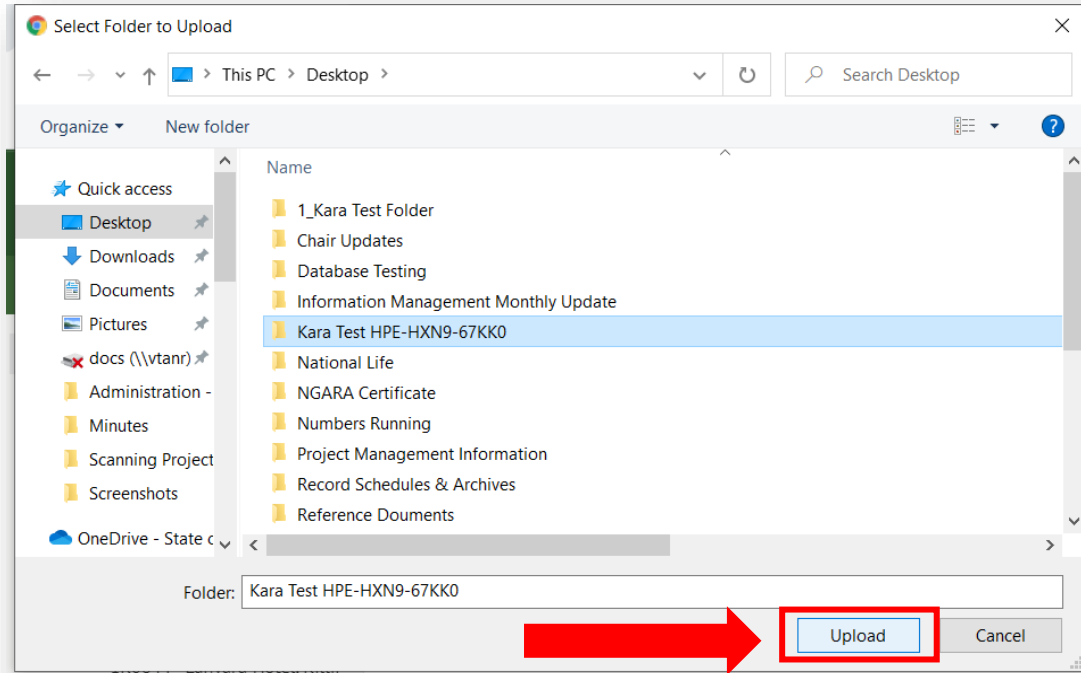 Select Folder to Upload
This PC > Desktop >
Search Desktop
Organize
New folder
?
Name
Quick access
Desktop
Downloads
Documents
Pictures
docs (\\vtanr)
Administration -
Minutes
Scanning Project
Screenshots
OneDrive - State c
1_Kara Test Folder
Chair Updates
Database Testing
Information Management Monthly Update
Kara Test HPE-HXN9-67KK0
National Life
NGARA Certificate
Numbers Running
Project Management Information
Record Schedules & Archives
Reference Douments
Folder: Kara Test HPE-HXN9-67KK0
Upload
Cancel